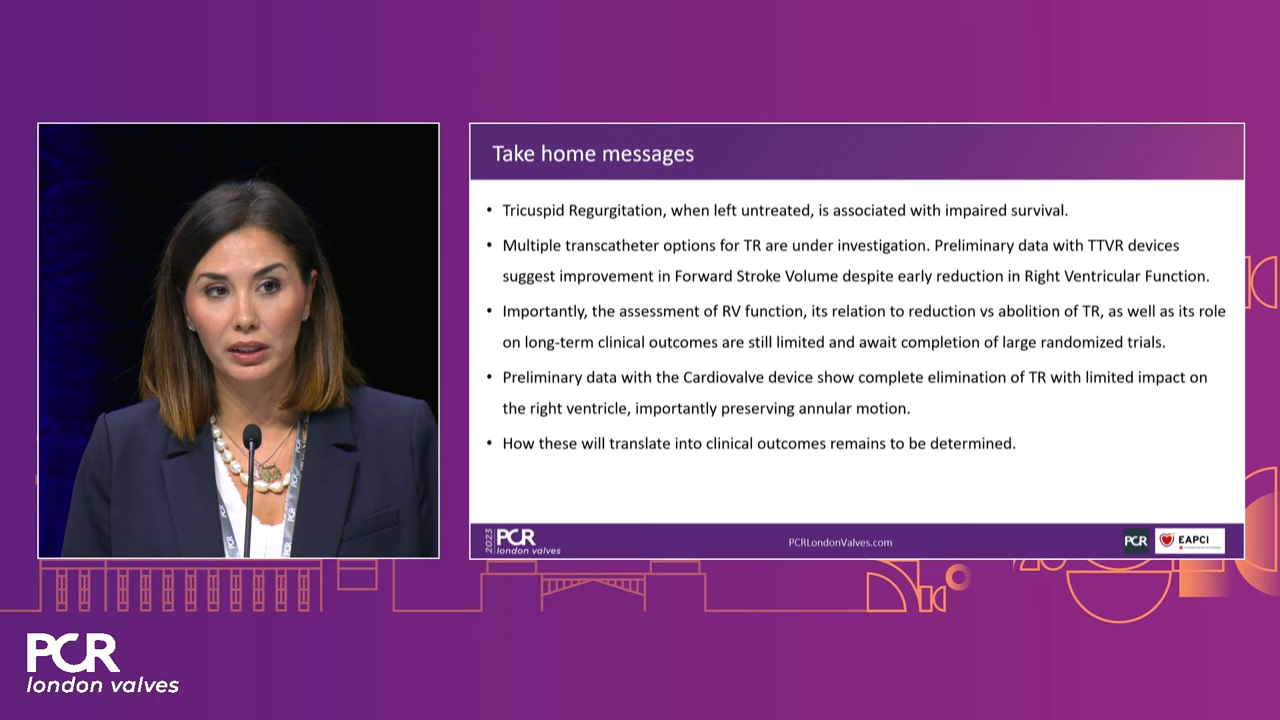 Take home messages
• Tricuspid Regurgitation, when left untreated, is associated with impaired survival.
• Multiple transcatheter options for TR are under investigation. Preliminary data with TTVR devices
suggest improvement in Forward Stroke Volume despite early reduction in Right Ventricular Function.
• Importantly, the assessment of RV function, its relation to reduction vs abolition of TR, as well as its role
on long-term clinical outcomes are still limited and await completion of large randomized trials.
• Preliminary data with the Cardiovalve device show complete elimination of TR with limited impact on
the right ventricle, importantly preserving annular motion.
• How these will translate into clinical outcomes remains to be determined.
2023
PCR
london valves
PCRLondonValves.com
PCR
EAPCI
PCR
PCR
PCR
london valves